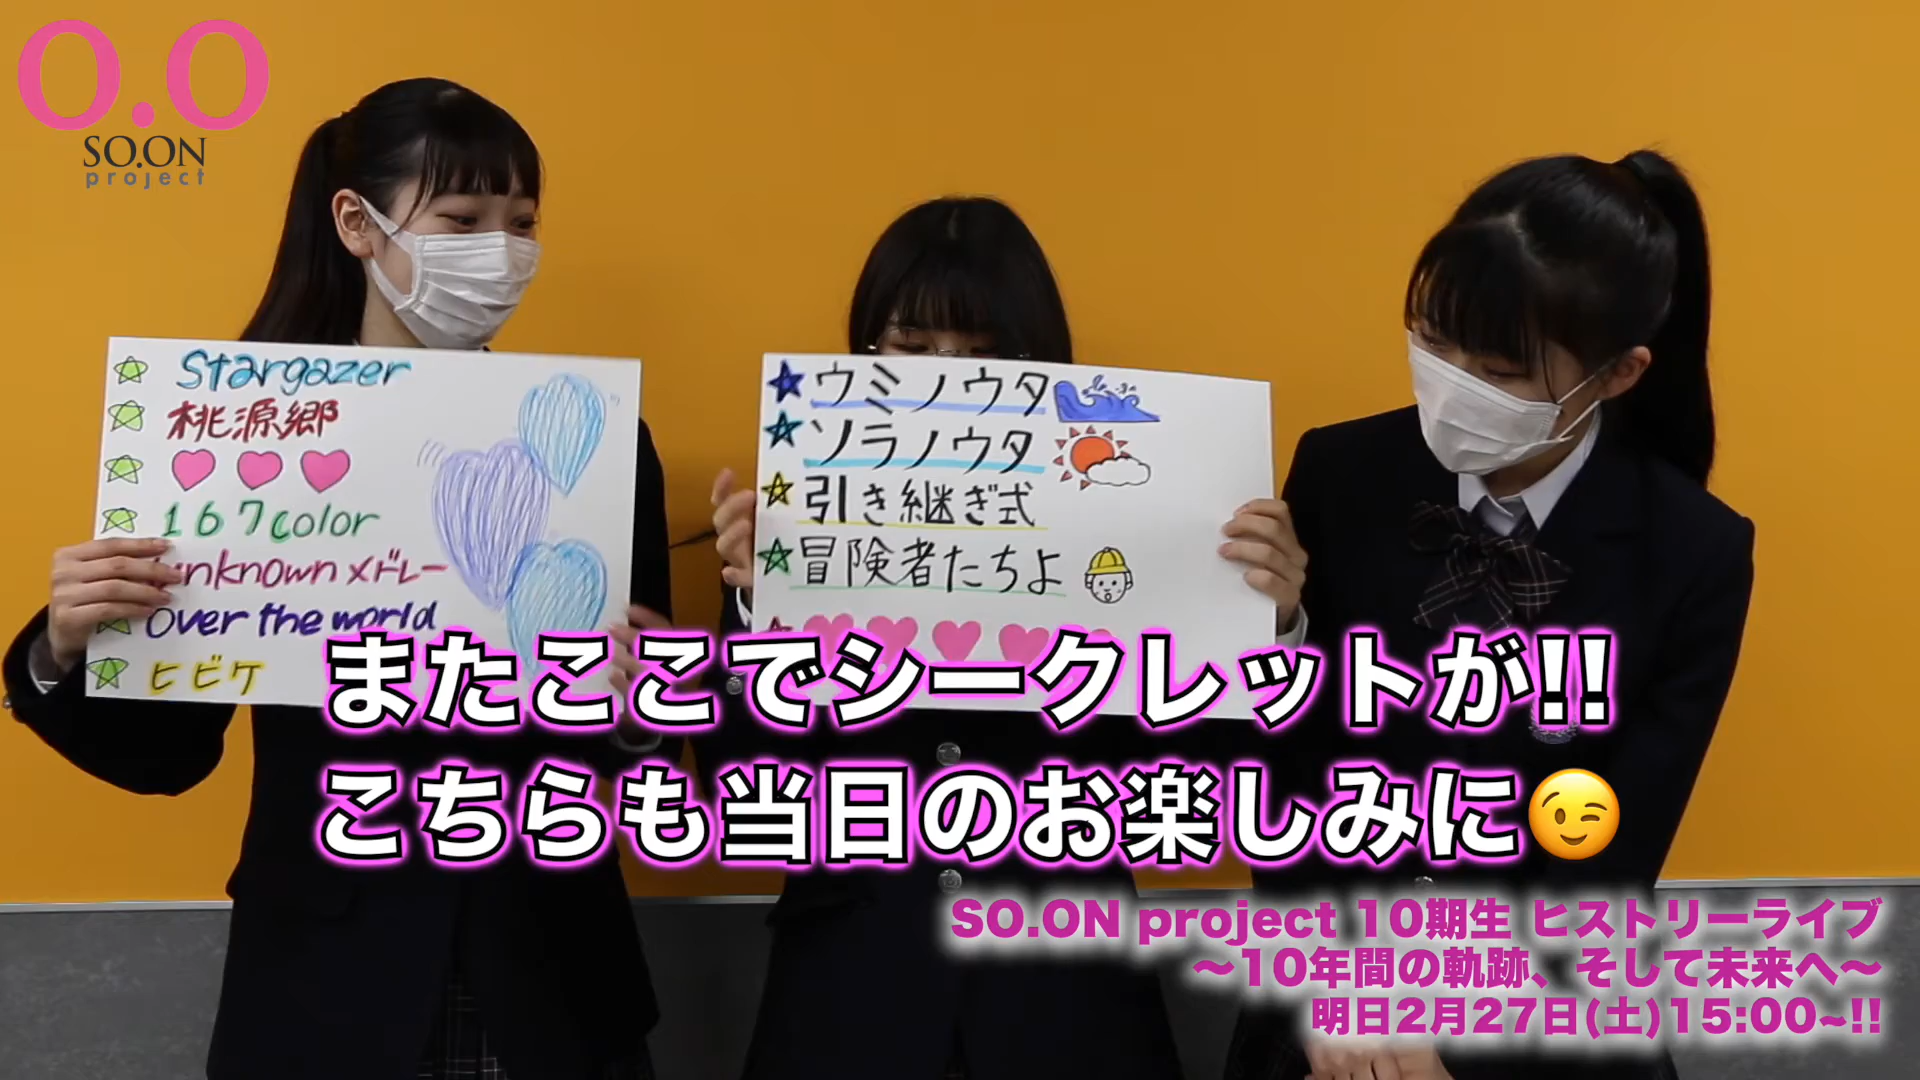 O.O
SO.ON
project
Stargazer
桃源郷
167color
unknownメドレー
Over the world
ヒビケ
ウミノウタ
ソラノウタ
引き継ぎ式
冒険者たちよ
またここでシークレットが!!
こちらも当日のお楽しみに😉
SO.ON project 10期生 ヒストリーライブ
〜10年間の軌跡、そして未来へ〜
明日2月27日(土)15:00~!!